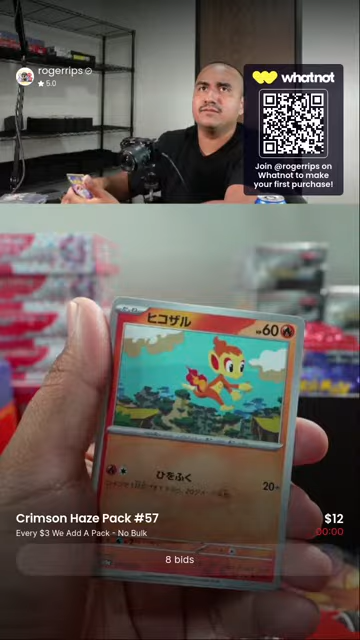 rogerrips
★ 5.0
whatnot
Join @rogerrips on
Whatnot to make
your first purchase!
ヒコザル
HP 60
ひをふく
20+
Crimson Haze Pack #57
$12
Every $3 We Add A Pack - No Bulk
00:00
8 bids